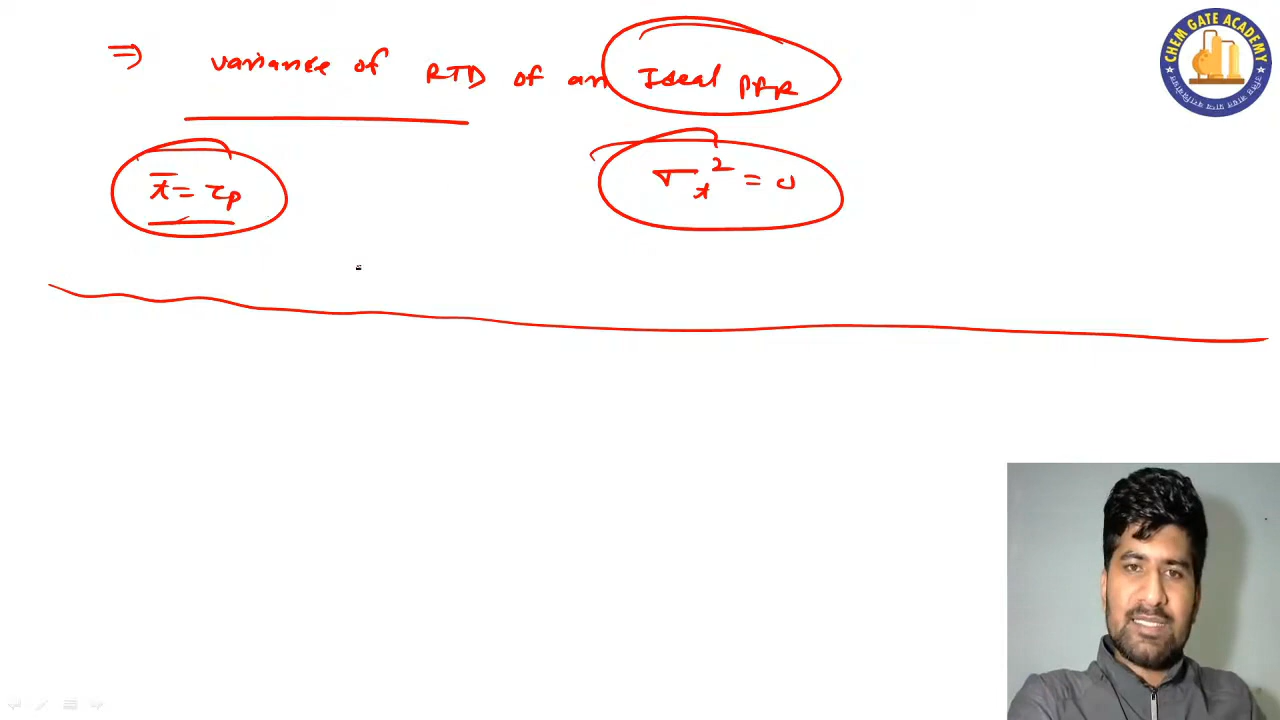 ⇒ variance of RTD of an Ideal PFR
t̄ = τp
σt² = 0
CHEM GATE ACADEMY